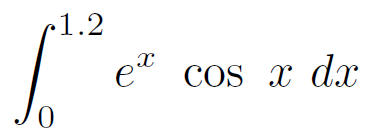 ∫₀^{1.2} e^x cos x dx